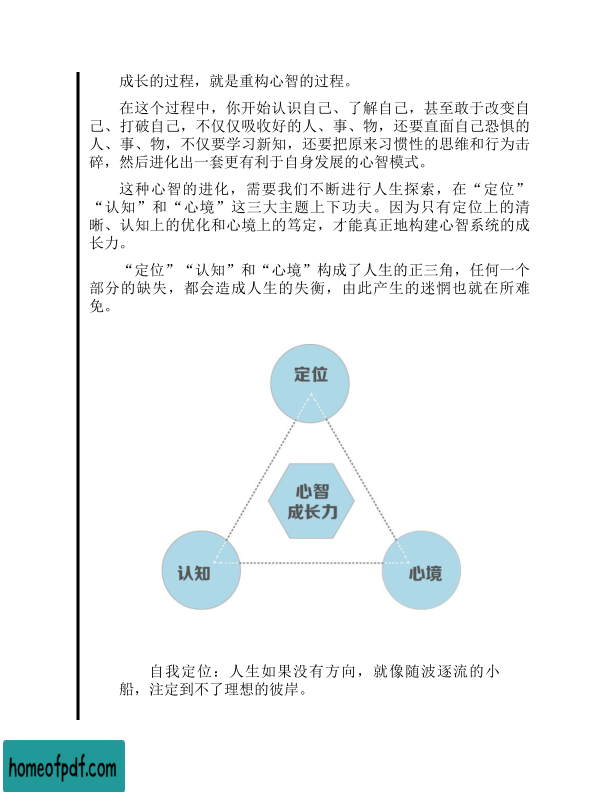 成长的过程，就是重构心智的过程。
在这个过程中，你开始认识自己、了解自己，甚至敢于改变自
己、打破自己，不仅仅吸收好的人、事、物，还要直面自己恐惧的
人、事、物，不仅要学习新知，还要把原来习惯性的思维和行为击
碎，然后进化出一套更有利于自身发展的心智模式。
这种心智的进化，需要我们不断进行人生探索，在“定位”
“认知”和“心境”这三大主题上下功夫。因为只有定位上的清
晰、认知上的优化和心境上的笃定，才能真正地构建心智系统的成
长力。
“定位”“认知”和“心境”构成了人生的正三角，任何一个
部分的缺失，都会造成人生的失衡，由此产生的迷惘也就在所难
免。
定位
心智
成长力
认知
心境
自我定位：人生如果没有方向，就像随波逐流的小
船，注定到不了理想的彼岸。
homeofpdf.com